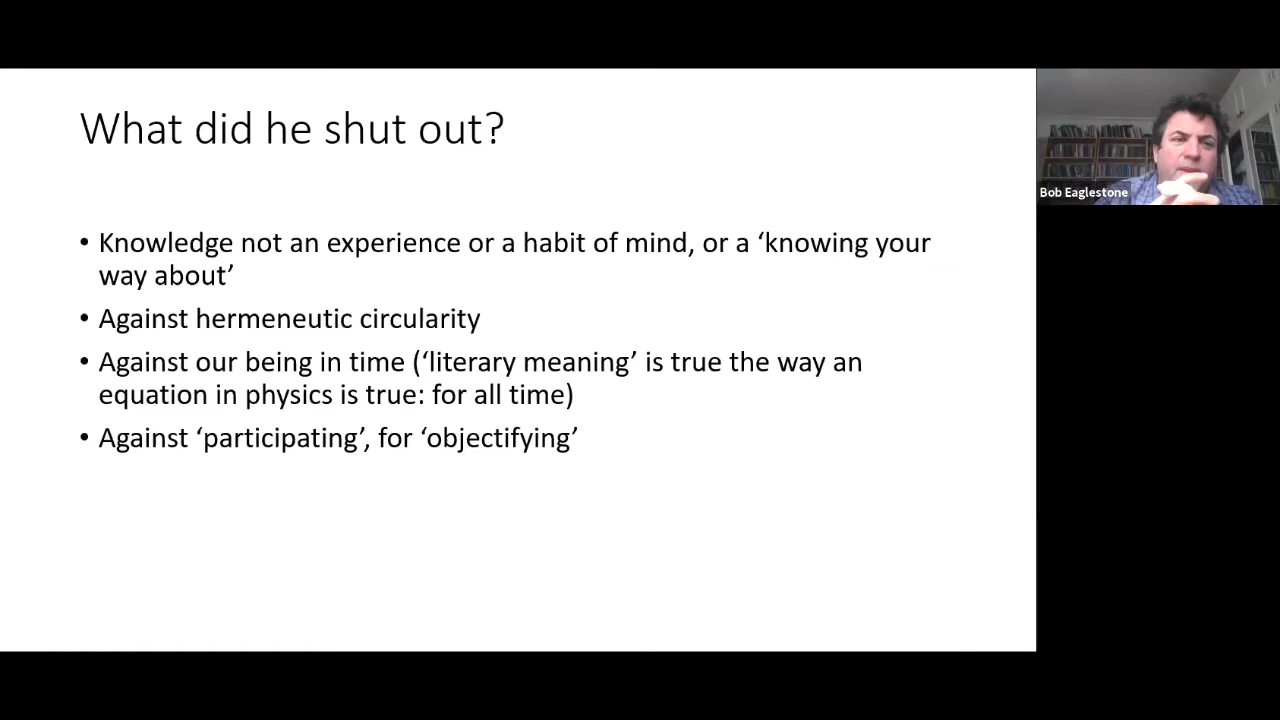 What did he shut out?
• Knowledge not an experience or a habit of mind, or a ‘knowing your
way about’
• Against hermeneutic circularity
• Against our being in time (‘literary meaning’ is true the way an
equation in physics is true: for all time)
• Against ‘participating’, for ‘objectifying’
Bob Eaglestone